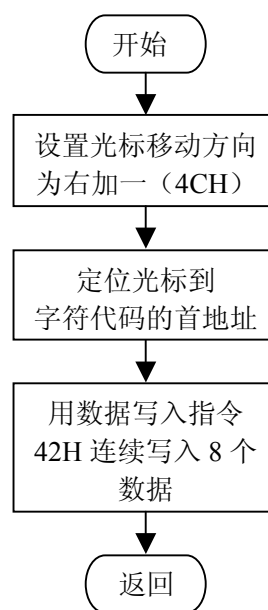 开始
设置光标移动方向
为右加一（4CH）
定位光标到
字符代码的首地址
用数据写入指令
42H 连续写入 8 个
数据
返回